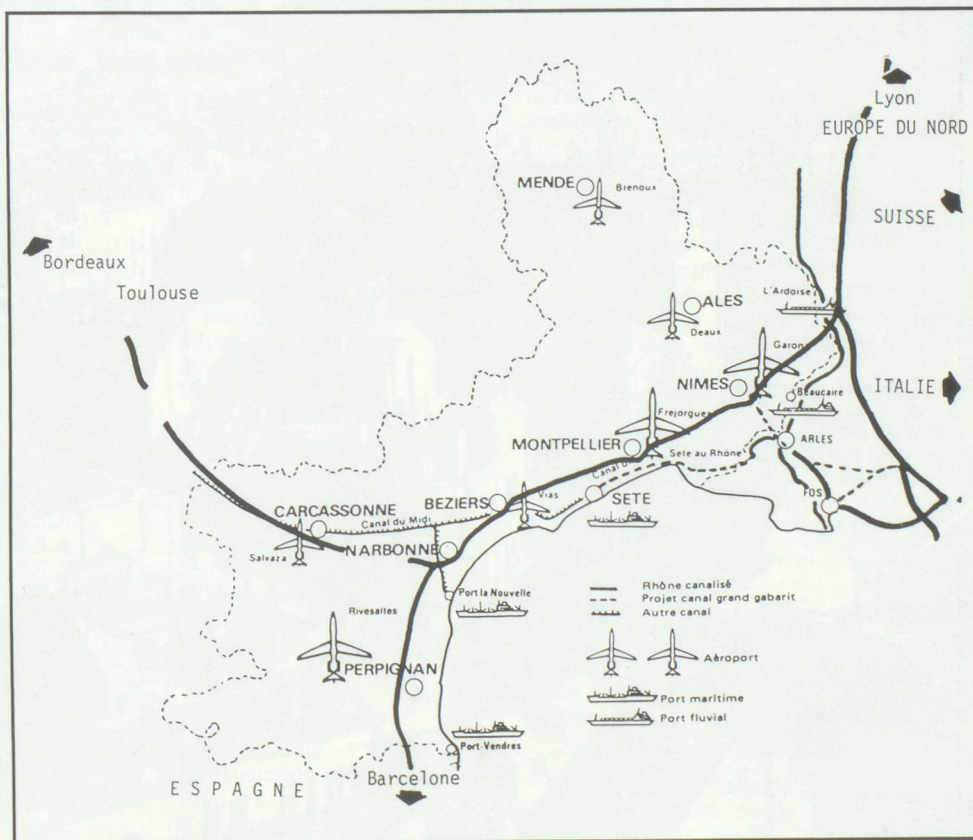 Lyon
EUROPE DU NORD
MENDE
Brenoux
SUISSE
Bordeaux
Toulouse
L'Ardoise
ALES
Deaux
Garons
NIMES
ITALIE
Beaucaire
Frejorgues
MONTPELLIER
ARLES
Canal du
Sete au Rhône
BEZIERS
Vias
SETE
FOS
CARCASSONNE
Canal du Midi
Salvaza
NARBONNE
Port la Nouvelle
Rhône canalisé
Projet canal grand gabarit
Autre canal
Rivesaltes
Aéroport
PERPIGNAN
Port maritime
Port fluvial
Port-Vendres
Barcelone
ESPAGNE